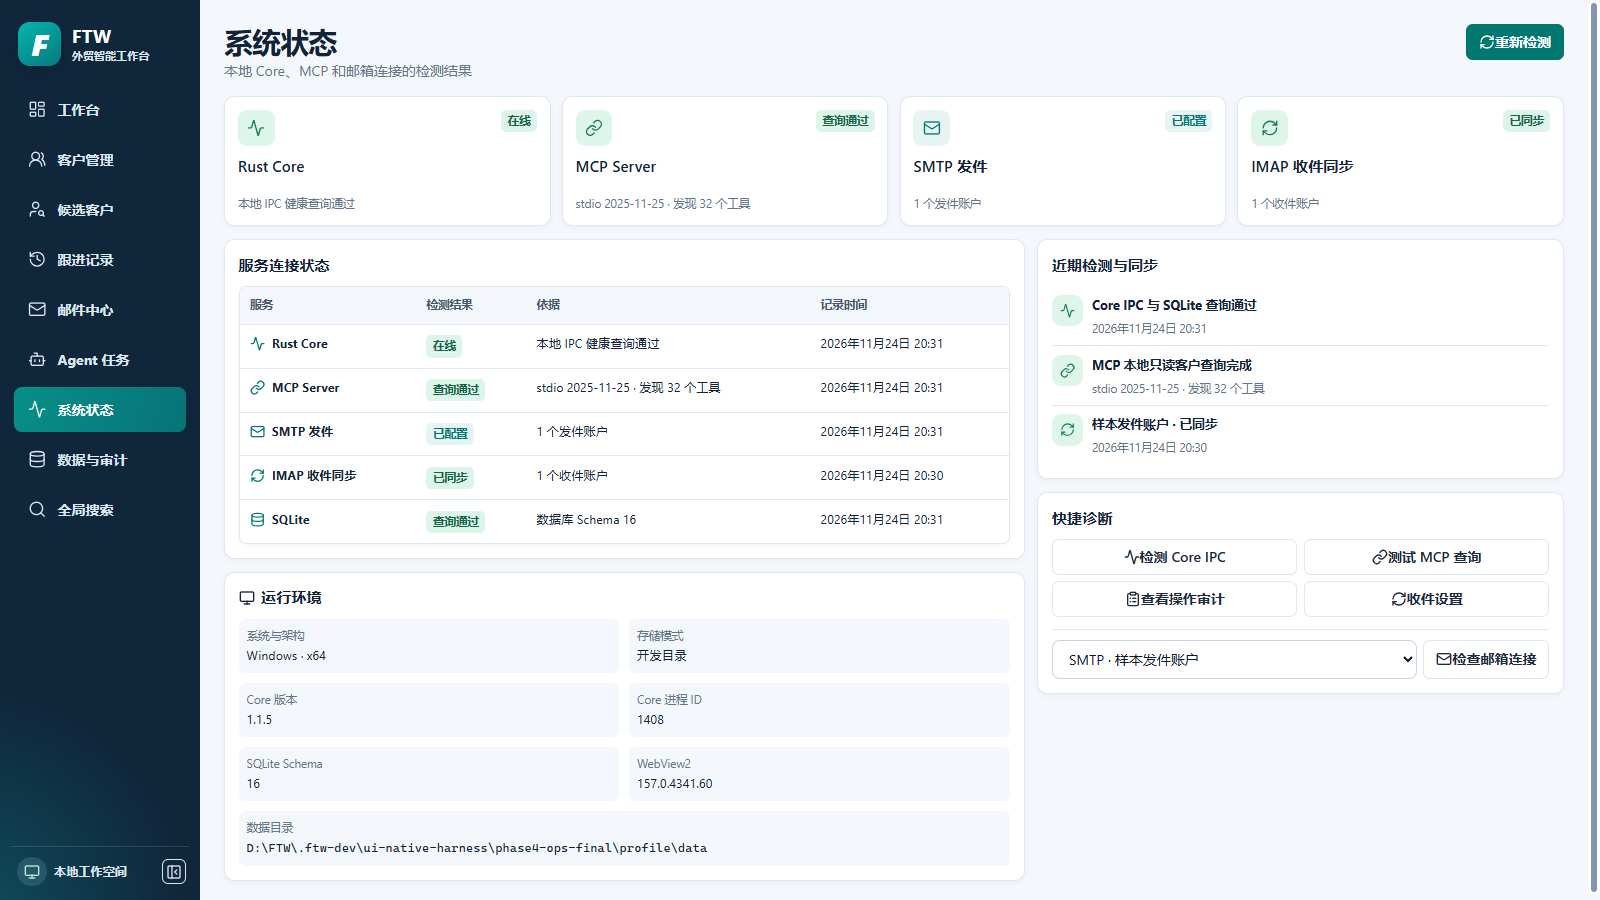 F
FTW
外贸智能工作台
工作台
客户管理
候选客户
跟进记录
邮件中心
Agent 任务
系统状态
数据与审计
全局搜索
本地工作空间
系统状态
本地 Core、MCP 和邮箱连接的检测结果
重新检测
在线
Rust Core
本地 IPC 健康查询通过
查询通过
MCP Server
stdio 2025-11-25 · 发现 32 个工具
已配置
SMTP 发件
1 个发件账户
已同步
IMAP 收件同步
1 个收件账户
服务连接状态
服务 检测结果 依据 记录时间
Rust Core 在线 本地 IPC 健康查询通过 2026年11月24日 20:31
MCP Server 查询通过 stdio 2025-11-25 · 发现 32 个工具 2026年11月24日 20:31
SMTP 发件 已配置 1 个发件账户 2026年11月24日 20:31
IMAP 收件同步 已同步 1 个收件账户 2026年11月24日 20:30
SQLite 查询通过 数据库 Schema 16 2026年11月24日 20:31
运行环境
系统与架构
Windows · x64
存储模式
开发目录
Core 版本
1.1.5
Core 进程 ID
1408
SQLite Schema
16
WebView2
157.0.4341.60
数据目录
D:\FTW\.ftw-dev\ui-native-harness\phase4-ops-final\profile\data
近期检测与同步
Core IPC 与 SQLite 查询通过
2026年11月24日 20:31
MCP 本地只读客户查询完成
stdio 2025-11-25 · 发现 32 个工具
样本发件账户 · 已同步
2026年11月24日 20:30
快捷诊断
检测 Core IPC
测试 MCP 查询
查看操作审计
收件设置
SMTP · 样本发件账户
检查邮箱连接